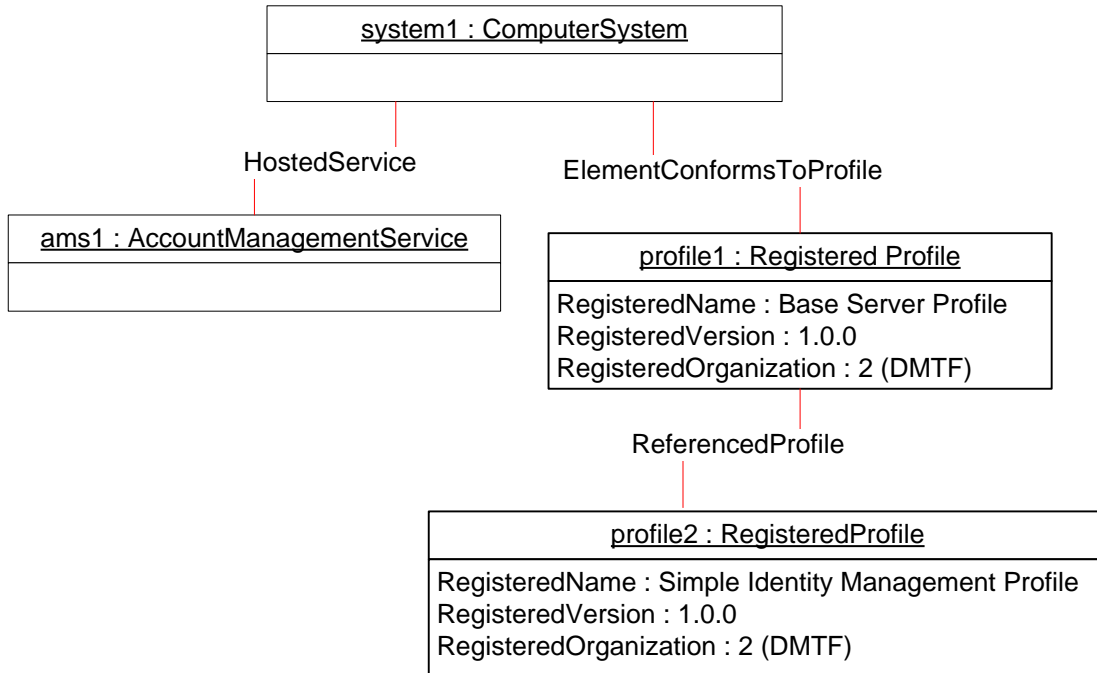 system1 : ComputerSystem
HostedService
ElementConformsToProfile
ams1 : AccountManagementService
profile1 : Registered Profile
RegisteredName : Base Server Profile
RegisteredVersion : 1.0.0
RegisteredOrganization : 2 (DMTF)
ReferencedProfile
profile2 : RegisteredProfile
RegisteredName : Simple Identity Management Profile
RegisteredVersion : 1.0.0
RegisteredOrganization : 2 (DMTF)